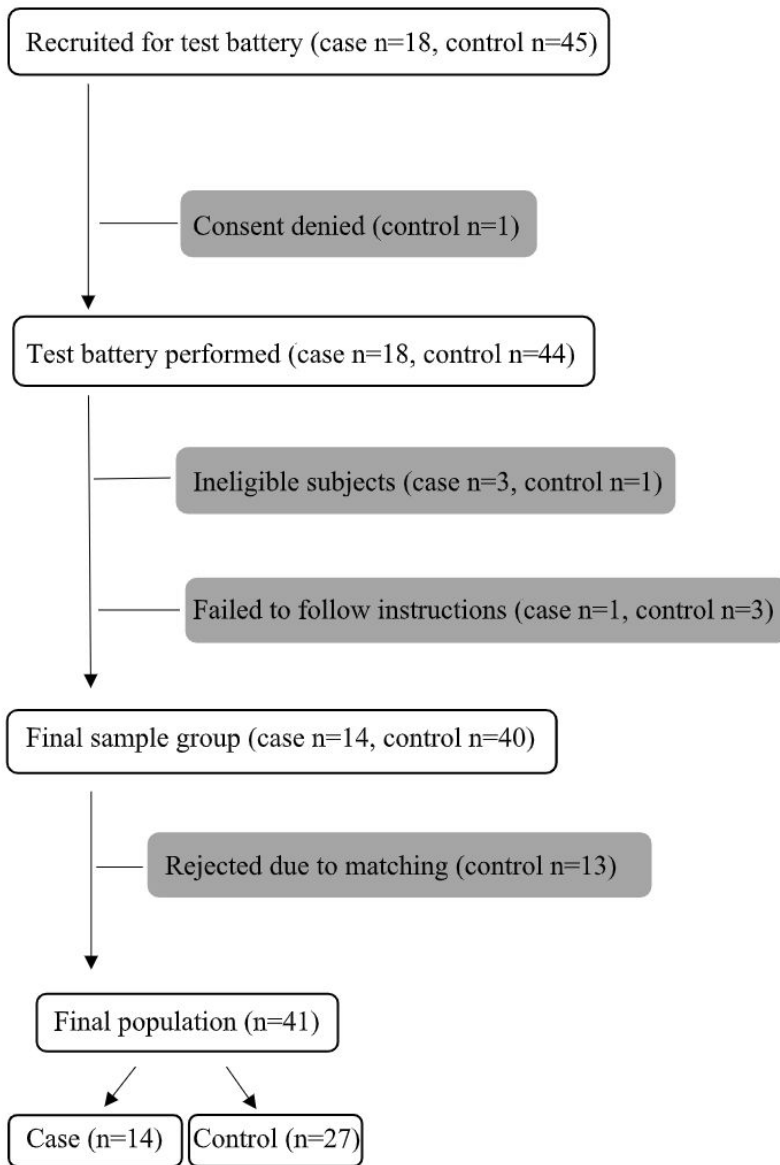 Recruited for test battery (case n=18, control n=45)
Consent denied (control n=1)
Test battery performed (case n=18, control n=44)
Ineligible subjects (case n=3, control n=1)
Failed to follow instructions (case n=1, control n=3)
Final sample group (case n=14, control n=40)
Rejected due to matching (control n=13)
Final population (n=41)
Case (n=14)
Control (n=27)